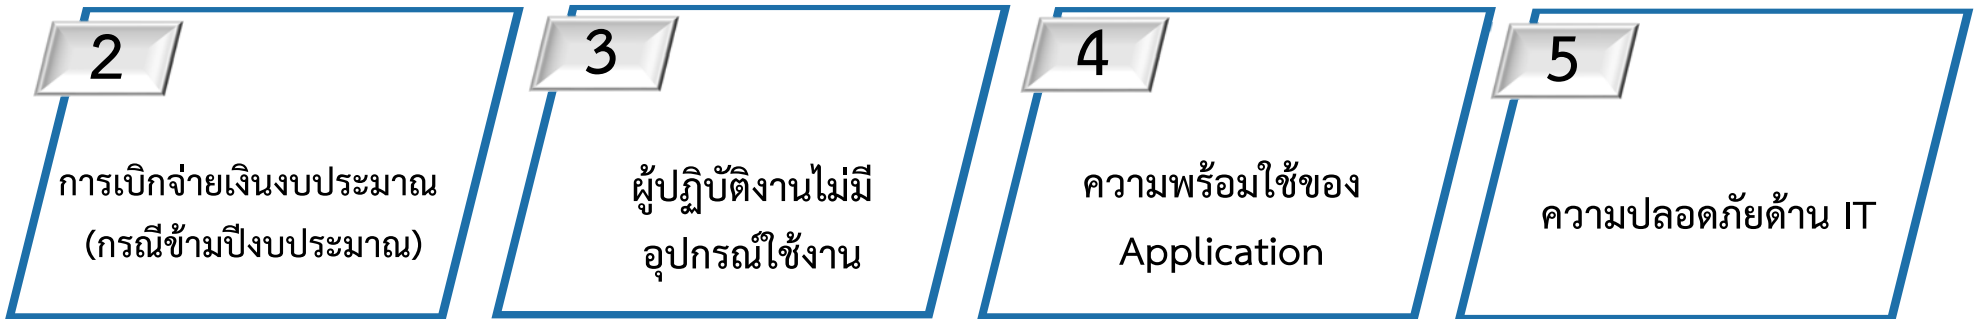 2
การเบิกจ่ายเงินงบประมาณ
(กรณีข้ามปีงบประมาณ)
3
ผู้ปฏิบัติงานไม่มี
อุปกรณ์ใช้งาน
4
ความพร้อมใช้ของ
Application
5
ความปลอดภัยด้าน IT